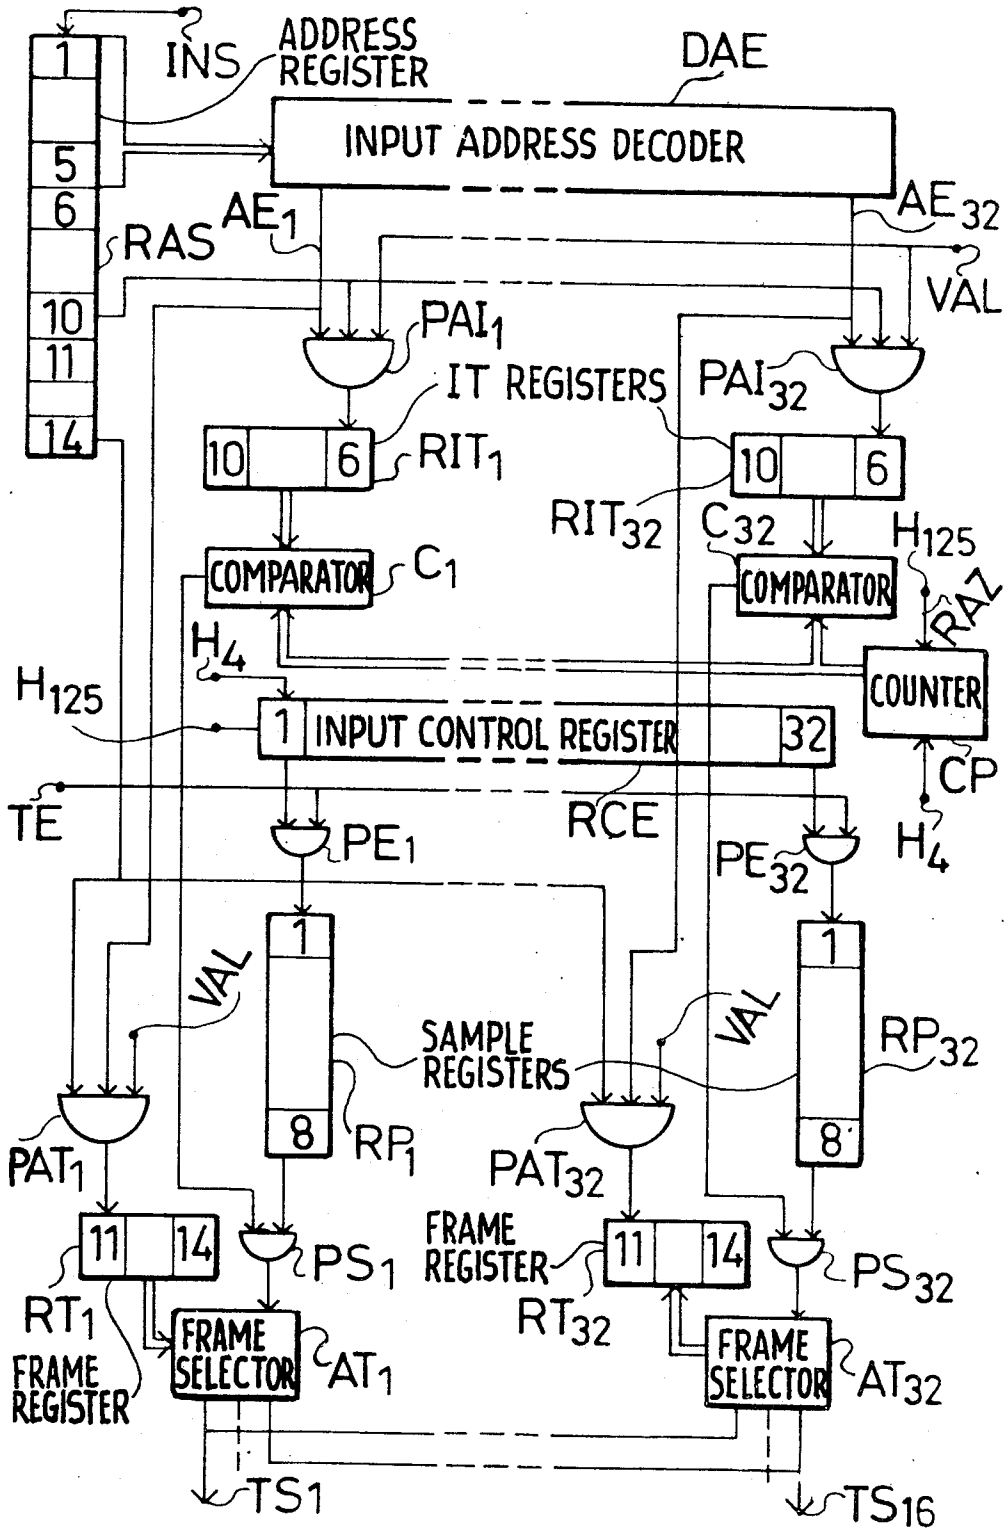 INS
ADDRESS
REGISTER
DAE
1
5
6
10
11
14
RAS
INPUT ADDRESS DECODER
AE1
AE32
VAL
PAI1
PAI32
IT REGISTERS
10 6
RIT1
10 6
RIT32
C32
H125
RAZ
COMPARATOR
C1
COMPARATOR
H4
H125
COUNTER
1 INPUT CONTROL REGISTER 32
CP
TE
RCE
H4
PE1
PE32
1
8
VAL
SAMPLE
REGISTERS
VAL
1
8
RP32
RP1
PAT1
PAT32
11 14
PS1
FRAME
REGISTER
11 14
PS32
RT1
RT32
FRAME
SELECTOR
AT1
FRAME
SELECTOR
AT32
FRAME
REGISTER
TS1
TS16